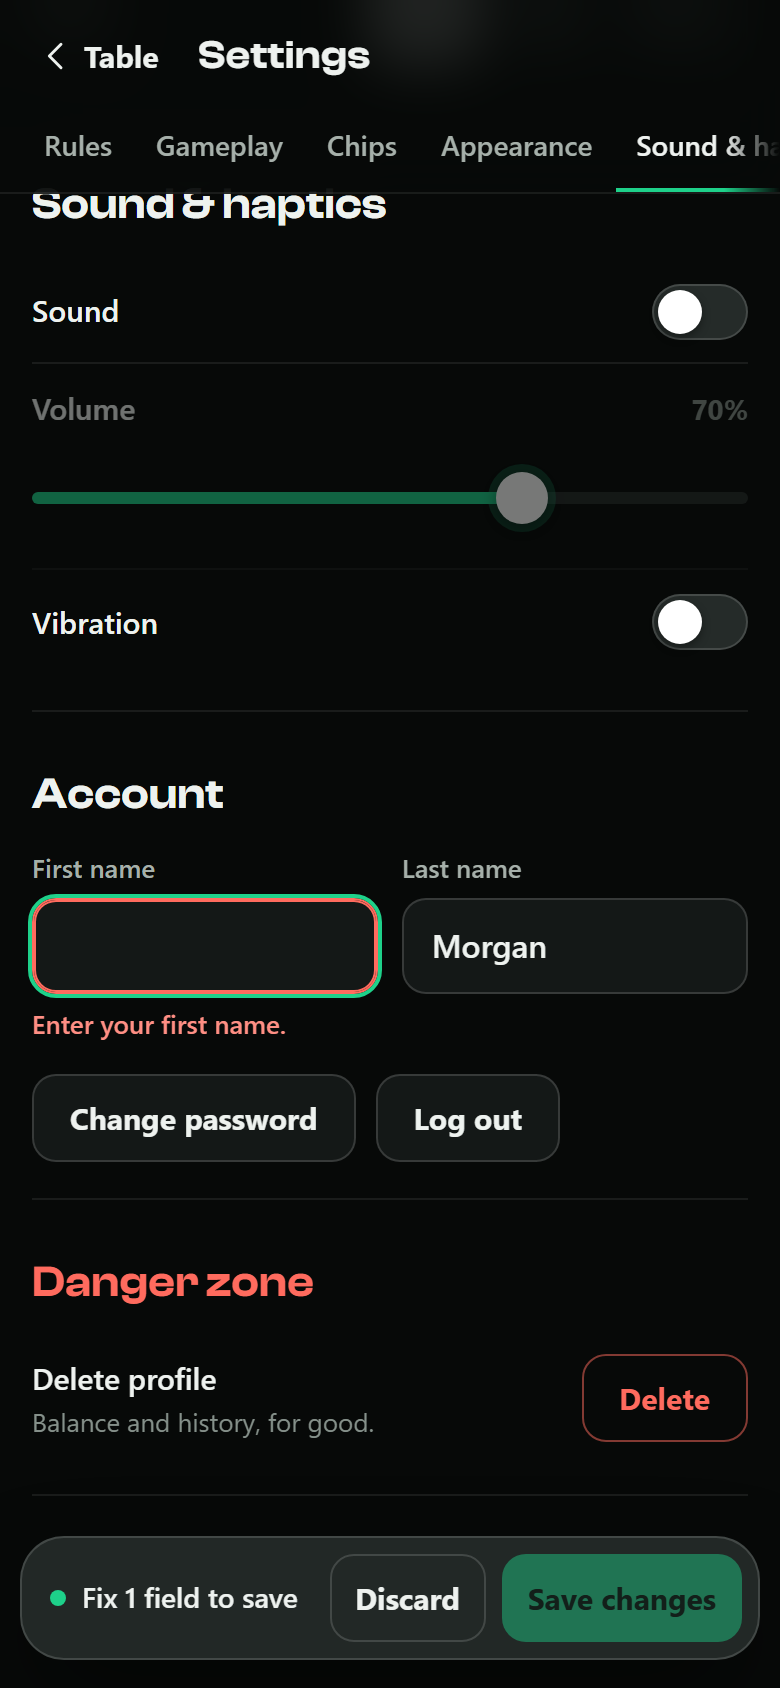 Table Settings
Rules Gameplay Chips Appearance Sound & ha
Sound & haptics
Sound
Volume 70%
Vibration
Account
First name Last name
Morgan
Enter your first name.
Change password Log out
Danger zone
Delete profile
Balance and history, for good.
Delete
Fix 1 field to save Discard Save changes